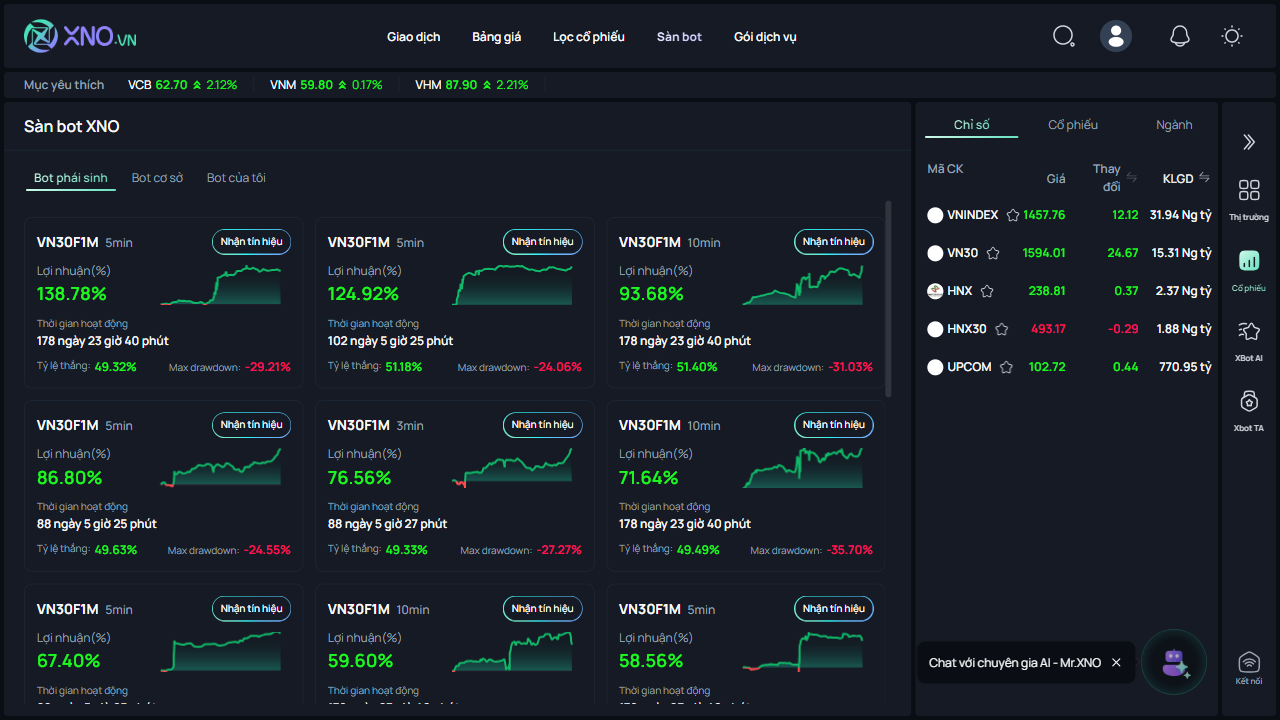 XNO.VN
Giao dịch Bảng giá Lọc cổ phiếu Sàn bot Gói dịch vụ
Mục yêu thích VCB 62.70 2.12% VNM 59.80 0.17% VHM 87.90 2.21%
Sàn bot XNO
Bot phái sinh Bot cơ sở Bot của tôi
VN30F1M 5min Nhận tín hiệu
Lợi nhuận(%)
138.78%
Thời gian hoạt động
178 ngày 23 giờ 40 phút
Tỷ lệ thắng: 49.32% Max drawdown: -29.21%
VN30F1M 5min Nhận tín hiệu
Lợi nhuận(%)
124.92%
Thời gian hoạt động
102 ngày 5 giờ 25 phút
Tỷ lệ thắng: 51.18% Max drawdown: -24.06%
VN30F1M 10min Nhận tín hiệu
Lợi nhuận(%)
93.68%
Thời gian hoạt động
178 ngày 23 giờ 40 phút
Tỷ lệ thắng: 51.40% Max drawdown: -31.03%
VN30F1M 5min Nhận tín hiệu
Lợi nhuận(%)
86.80%
Thời gian hoạt động
88 ngày 5 giờ 25 phút
Tỷ lệ thắng: 49.63% Max drawdown: -24.55%
VN30F1M 3min Nhận tín hiệu
Lợi nhuận(%)
76.56%
Thời gian hoạt động
88 ngày 5 giờ 27 phút
Tỷ lệ thắng: 49.33% Max drawdown: -27.27%
VN30F1M 10min Nhận tín hiệu
Lợi nhuận(%)
71.64%
Thời gian hoạt động
178 ngày 23 giờ 40 phút
Tỷ lệ thắng: 49.49% Max drawdown: -35.70%
VN30F1M 5min Nhận tín hiệu
Lợi nhuận(%)
67.40%
Thời gian hoạt động
VN30F1M 10min Nhận tín hiệu
Lợi nhuận(%)
59.60%
Thời gian hoạt động
VN30F1M 5min Nhận tín hiệu
Lợi nhuận(%)
58.56%
Thời gian hoạt động
Chỉ số Cổ phiếu Ngành
Mã CK Giá Thay đổi KLGD
VNINDEX 1457.76 12.12 31.94 Ng tỷ
VN30 1594.01 24.67 15.31 Ng tỷ
HNX 238.81 0.37 2.37 Ng tỷ
HNX30 493.17 -0.29 1.88 Ng tỷ
UPCOM 102.72 0.44 770.95 tỷ
Chat với chuyên gia AI - Mr.XNO
Thị trường
Cổ phiếu
XBot AI
Xbot TA
Kết nối